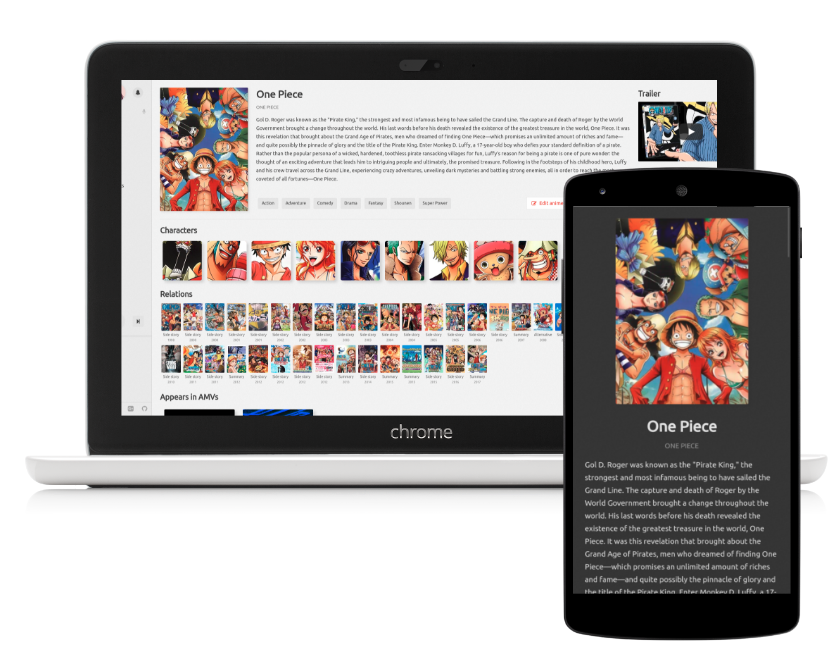 One Piece
ONE PIECE
Gol D. Roger was known as the "Pirate King," the strongest and most infamous being to have sailed the Grand Line. The capture and death of Roger by the World
Government brought a change throughout the world. His last words before his death revealed the existence of the greatest treasure in the world, One Piece. It was
this revelation that brought about the Grand Age of Pirates, men who dreamed of finding One Piece—which promises an unlimited amount of riches and fame—
and quite possibly the pinnacle of glory and the title of the Pirate King. Enter Monkey D. Luffy, a 17-year-old boy who defies your standard definition of a pirate.
Rather than the popular persona of a wicked, hardened, toothless pirate ransacking villages for fun, Luffy's reason for being a pirate is one of pure wonder: the
thought of an exciting adventure that leads him to intriguing people and ultimately, the promised treasure. Following in the footsteps of his childhood hero, Luffy
and his crew travel across the Grand Line, experiencing crazy adventures, unveiling dark mysteries and battling strong enemies, all in order to reach the most
coveted of all fortunes—One Piece.
Action Adventure Comedy Drama Fantasy Shounen Super Power
Edit anime
Trailer
Characters
Relations
Side story Side story Side story Side story Side story Side story Side story Side story Side story Side story Side story Side story Side story Side story Side story Side story Summary Alternative
Side story Side story Side story Summary Side story Side story Side story Side story Summary Side story Side story Side story Side story Side story Summary
Appears in AMVs
chrome
One Piece
ONE PIECE
Gol D. Roger was known as the "Pirate King," the
strongest and most infamous being to have sailed the
Grand Line. The capture and death of Roger by the
World Government brought a change throughout the
world. His last words before his death revealed the
existence of the greatest treasure in the world, One
Piece. It was this revelation that brought about the
Grand Age of Pirates, men who dreamed of finding One
Piece—which promises an unlimited amount of riches
and fame—and quite possibly the pinnacle of glory and
the title of the Pirate King. Enter Monkey D. Luffy, a 17-